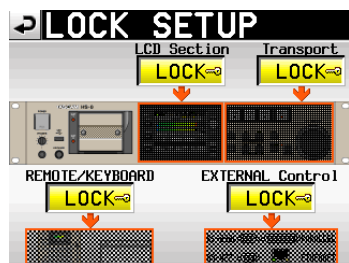 LOCK SETUP
LCD Section Transport
LOCK LOCK
REMOTE/KEYBOARD EXTERNAL Control
LOCK LOCK